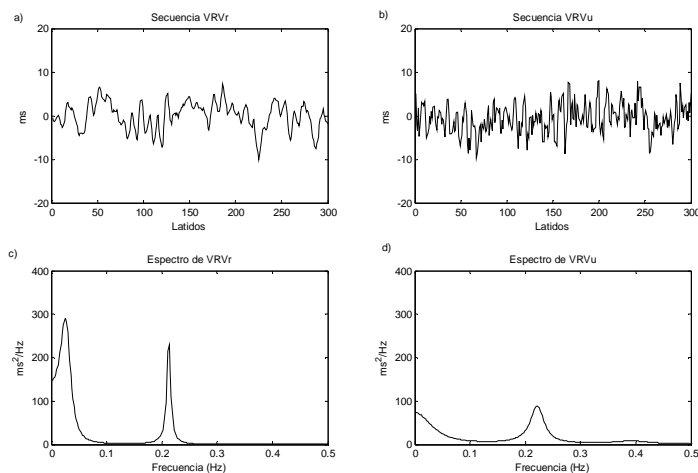 a)
Secuencia VRVr
20
10
0
-10
-20
ms
0 50 100 150 200 250 300
Latidos
b)
Secuencia VRVu
20
10
0
-10
-20
ms
0 50 100 150 200 250 300
Latidos
c)
Espectro de VRVr
400
300
200
100
0
ms²/Hz
0 0.1 0.2 0.3 0.4 0.5
Frecuencia (Hz)
d)
Espectro de VRVu
400
300
200
100
0
ms²/Hz
0 0.1 0.2 0.3 0.4 0.5
Frecuencia (Hz)